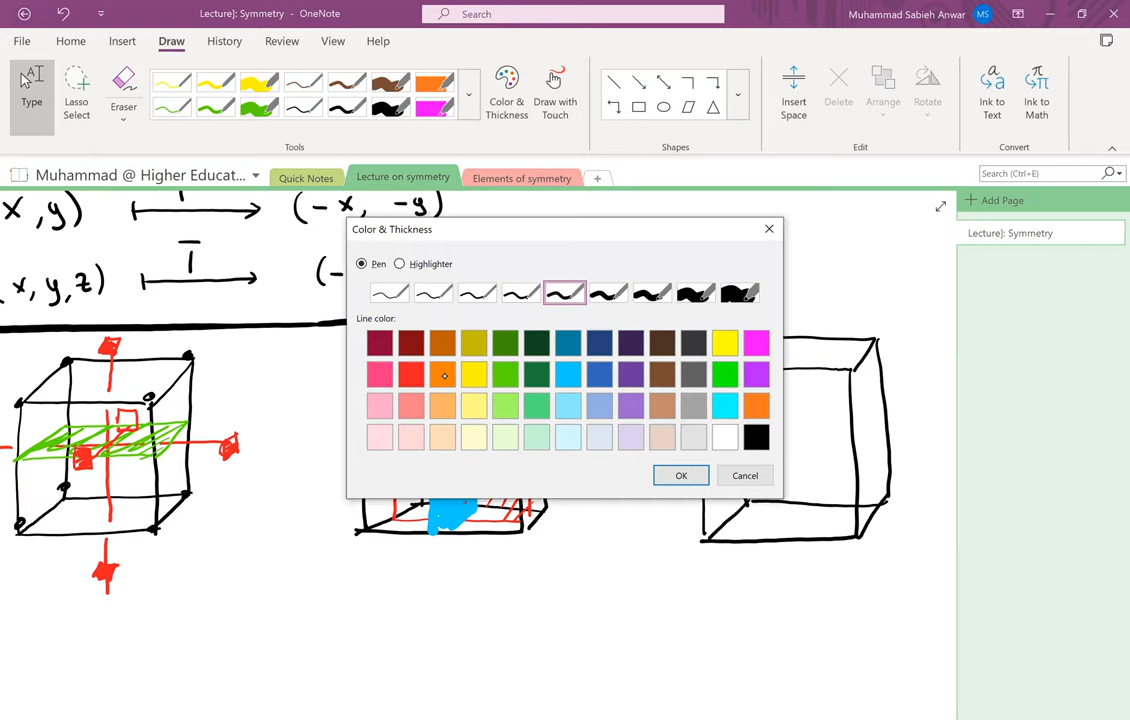 Lecture]: Symmetry - OneNote
Search
Muhammad Sabieh Anwar
MS
File Home Insert Draw History Review View Help
Type
Lasso Select
Eraser
Color & Thickness
Draw with Touch
Insert Space
Delete
Arrange
Rotate
Ink to Text
Ink to Math
Tools
Shapes
Edit
Convert
Muhammad @ Higher Educat...
Quick Notes
Lecture on symmetry
Elements of symmetry
Search (Ctrl+E)
Add Page
Lecture]: Symmetry
x, y) (-x, -y)
x, y, z) (-
Color & Thickness
Pen
Highlighter
Line color:
OK
Cancel